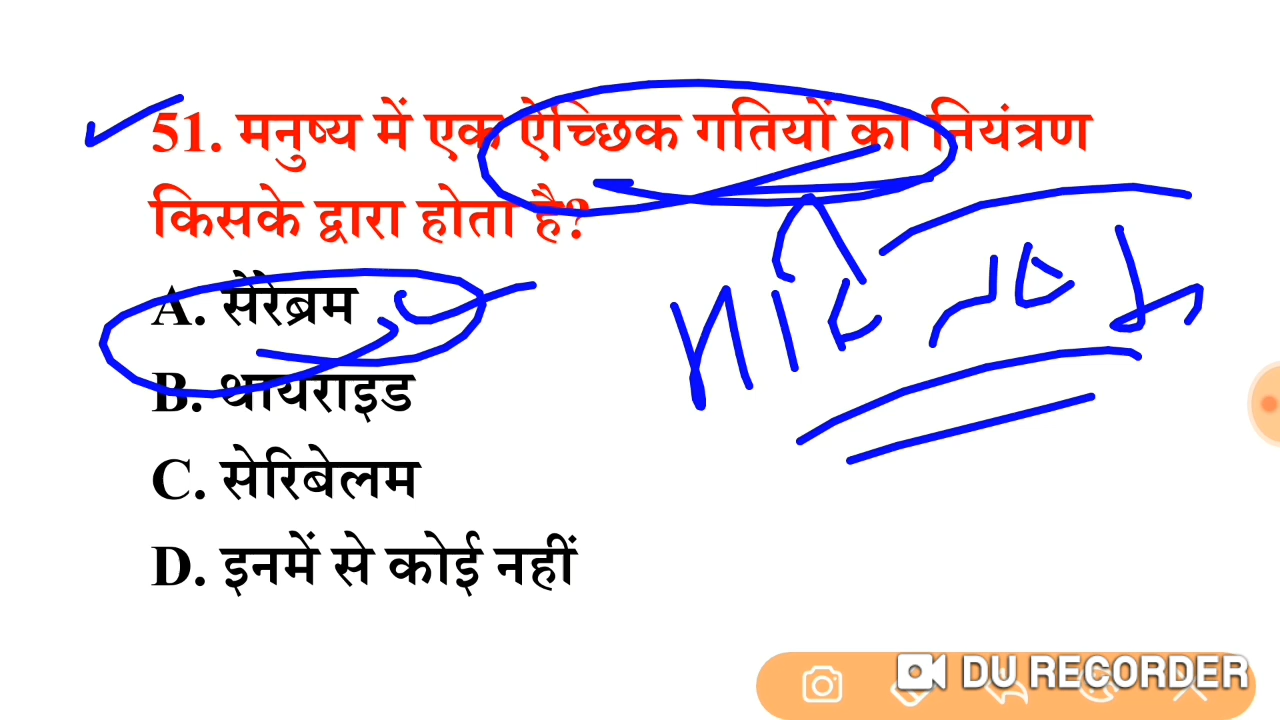 51. मनुष्य में एक ऐच्छिक गतियों का नियंत्रण
किसके द्वारा होता है?
A. सेरेब्रम
B. थायराइड
C. सेरिबेलम
D. इनमें से कोई नहीं
DU RECORDER